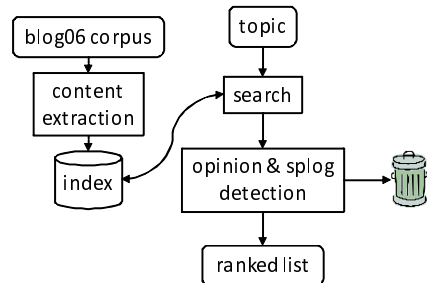 blog06 corpus
topic
content
extraction
search
index
opinion & splog
detection
ranked list